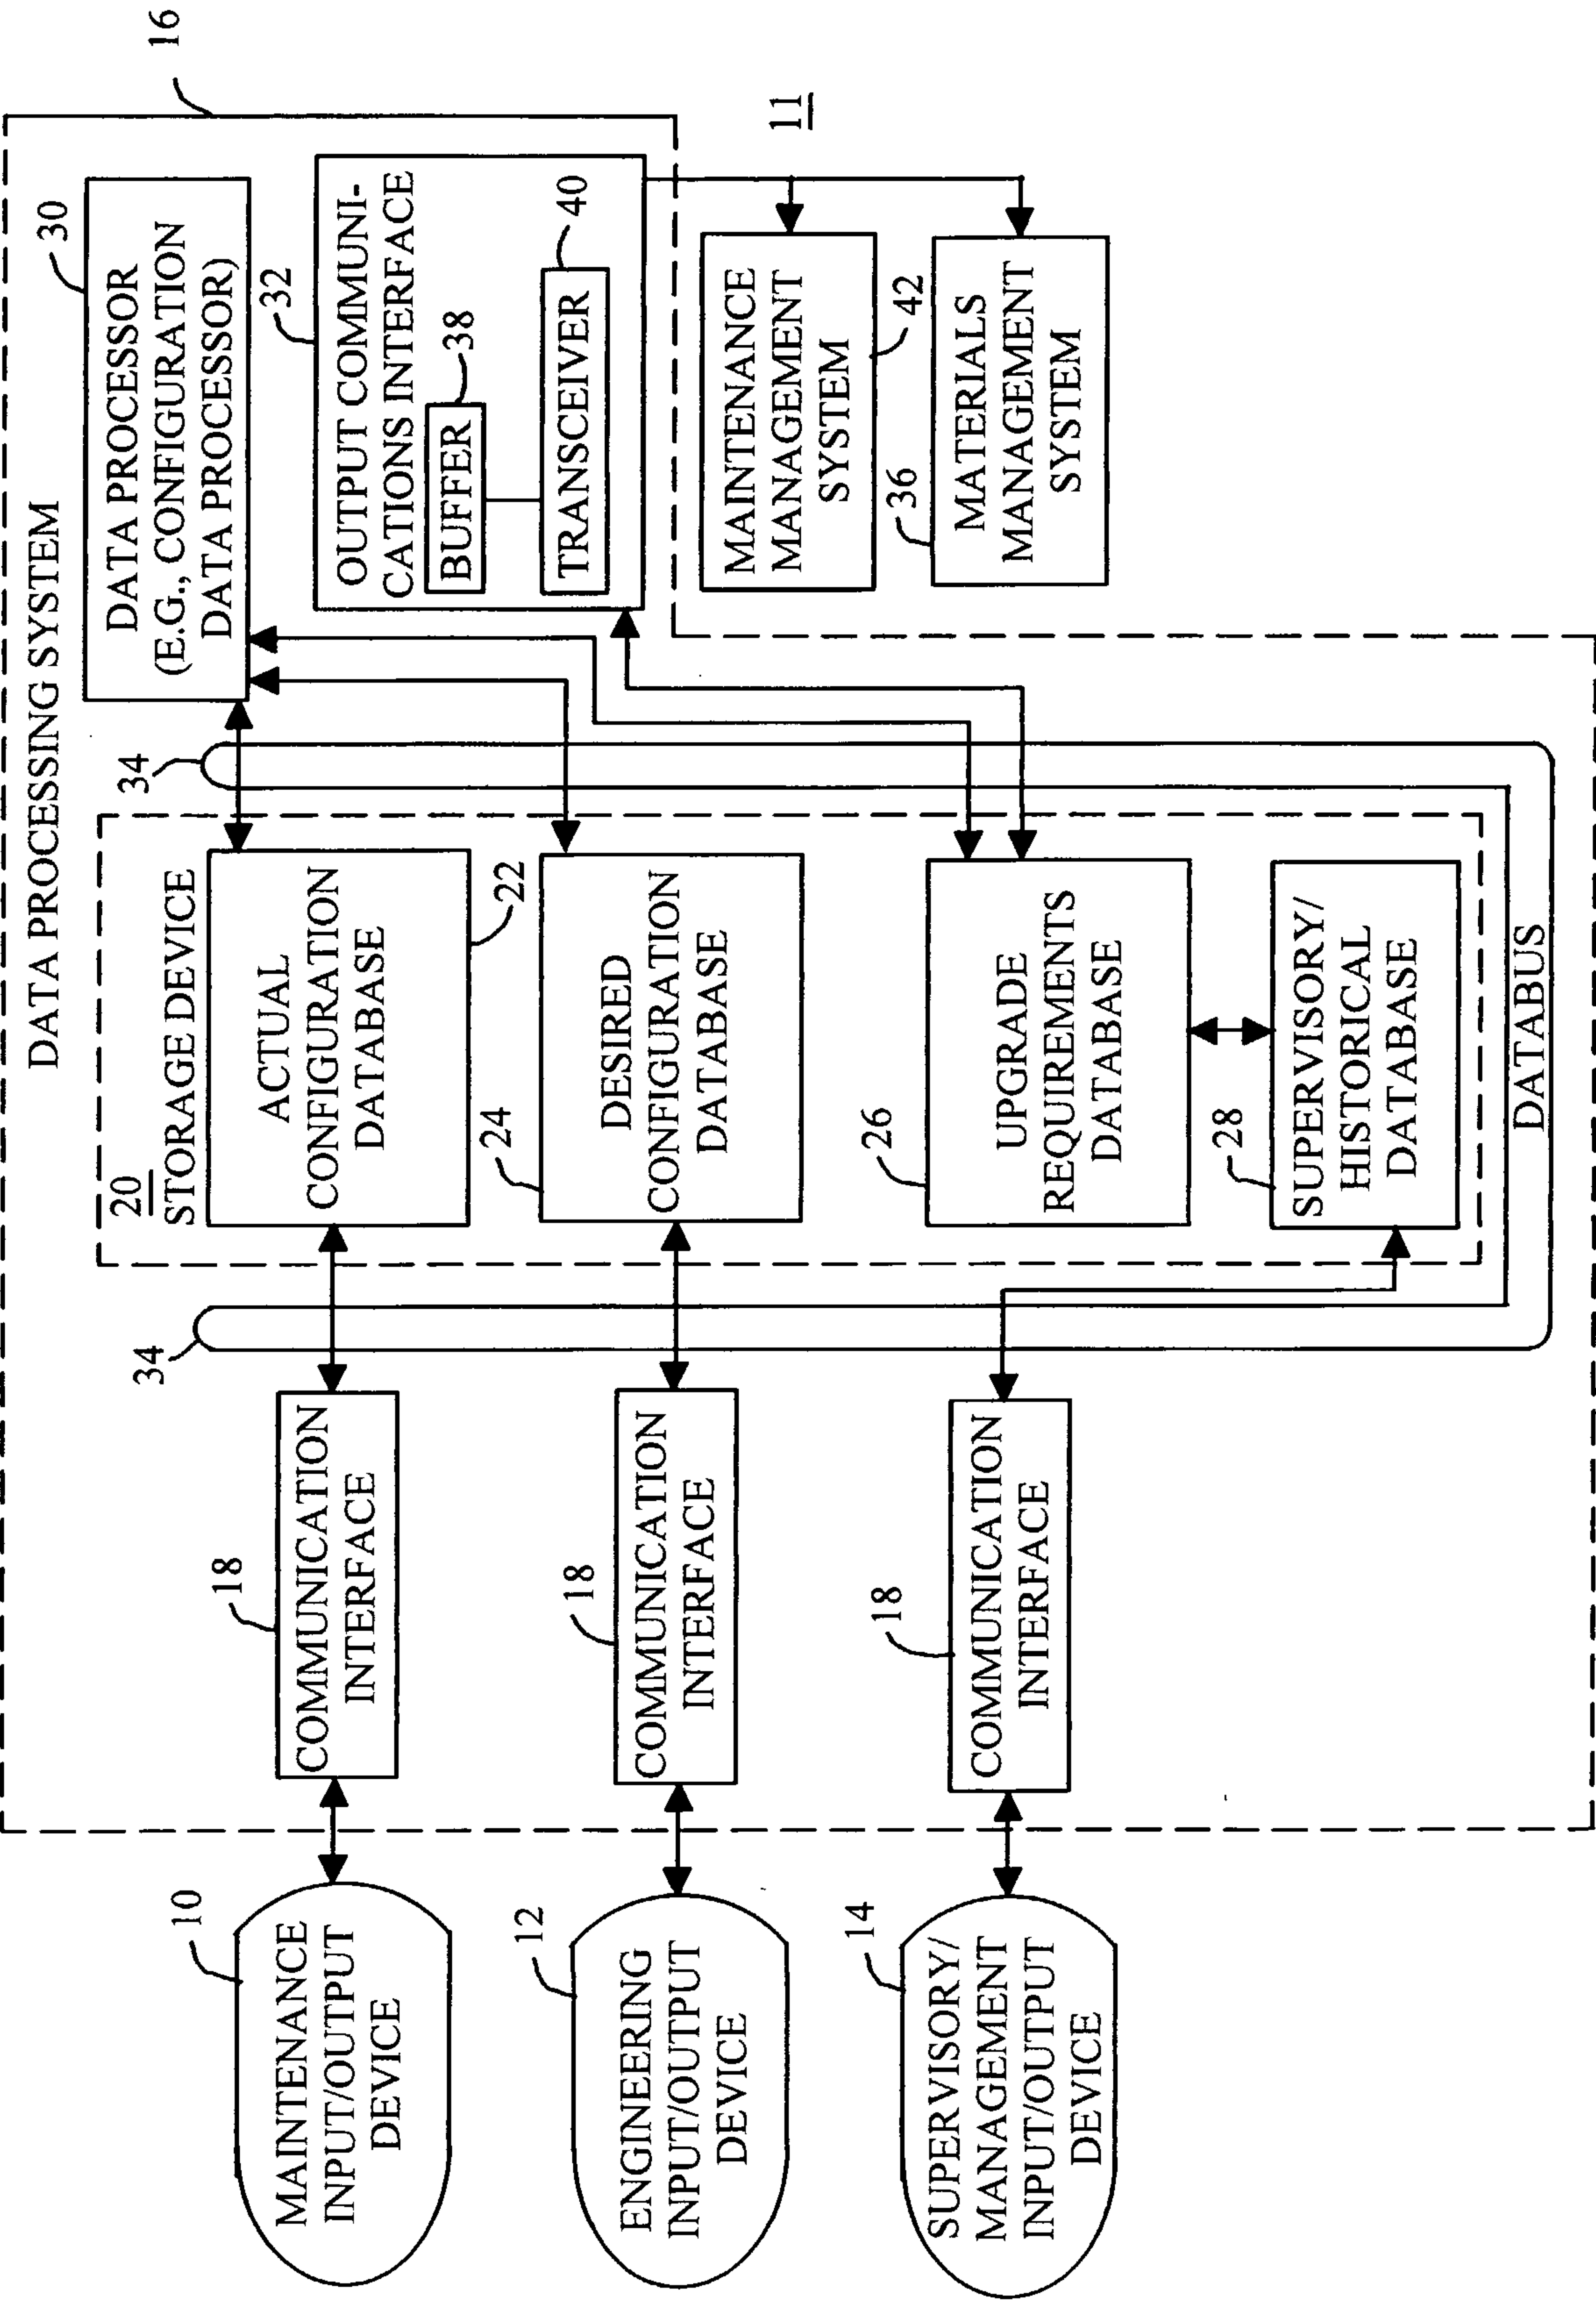 DATA PROCESSING SYSTEM
16
11
10
MAINTENANCE
INPUT/OUTPUT
DEVICE
18
COMMUNICATION
INTERFACE
34
20
STORAGE DEVICE
ACTUAL
CONFIGURATION
DATABASE
22
34
30
DATA PROCESSOR
(E.G., CONFIGURATION
DATA PROCESSOR)
32
OUTPUT COMMUNI-
CATIONS INTERFACE
BUFFER
38
TRANSCEIVER
40
12
ENGINEERING
INPUT/OUTPUT
DEVICE
18
COMMUNICATION
INTERFACE
24
DESIRED
CONFIGURATION
DATABASE
MAINTENANCE
MANAGEMENT
SYSTEM
42
14
SUPERVISORY/
MANAGEMENT
INPUT/OUTPUT
DEVICE
18
COMMUNICATION
INTERFACE
26
UPGRADE
REQUIREMENTS
DATABASE
36
MATERIALS
MANAGEMENT
SYSTEM
28
SUPERVISORY/
HISTORICAL
DATABASE
DATABUS